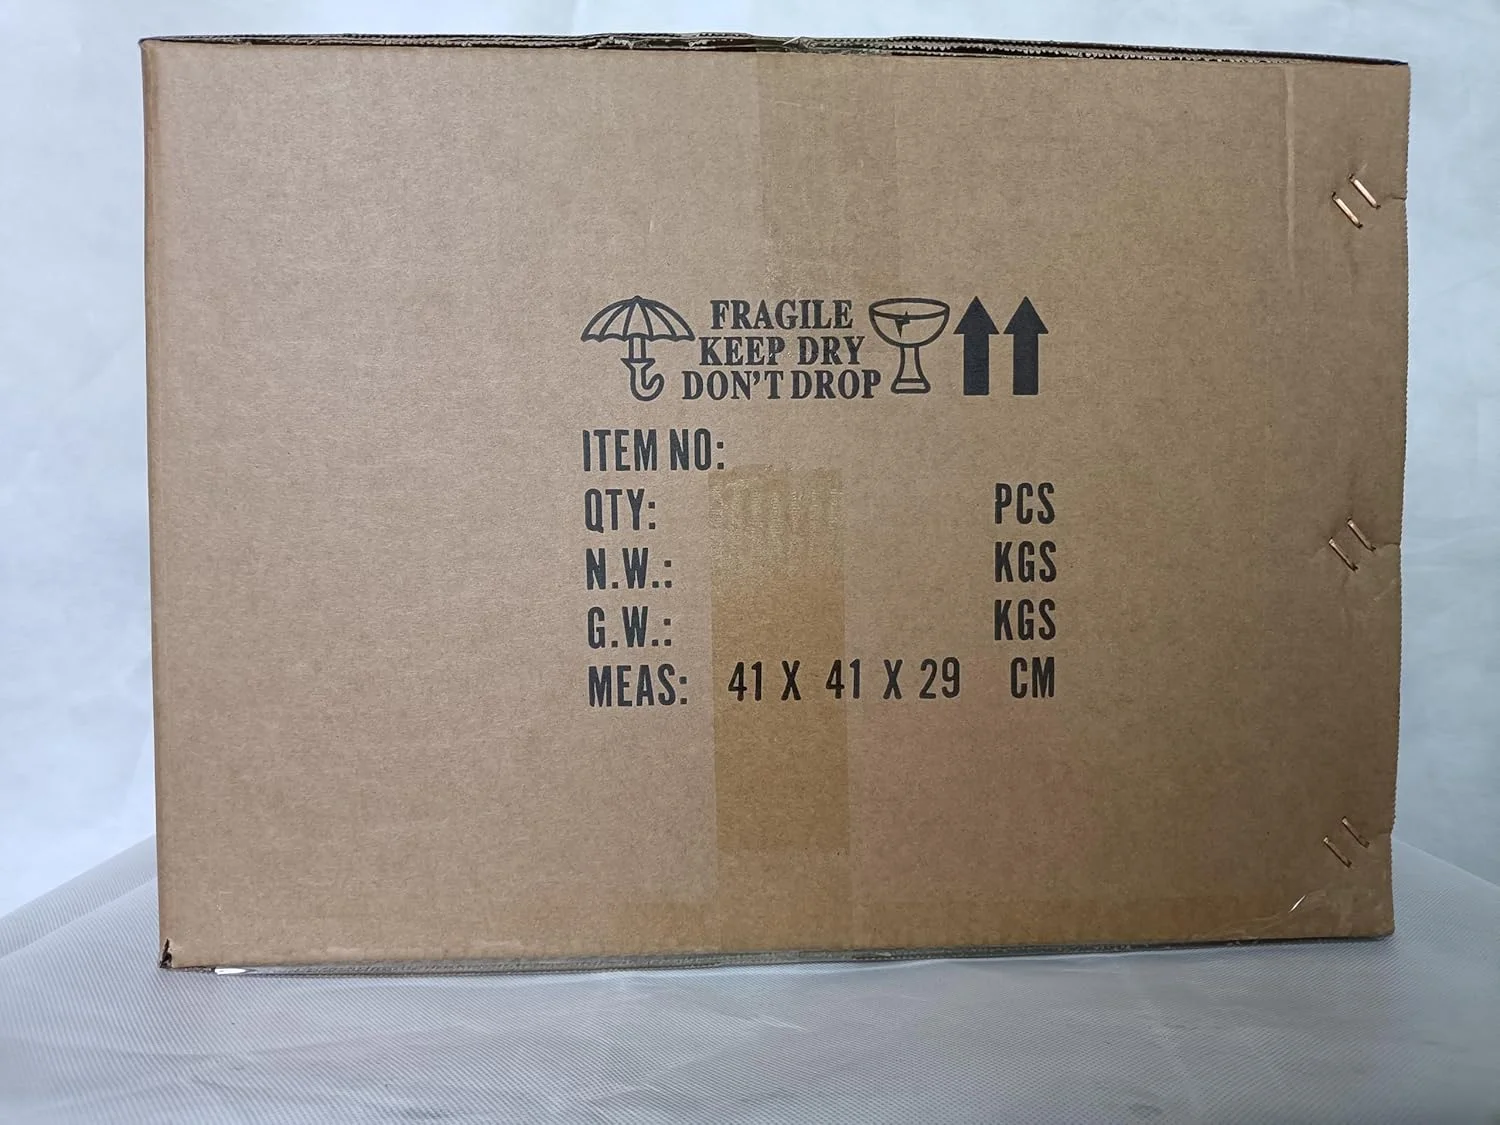 FRAGILE
KEEP DRY
DON'T DROP
ITEM NO:
QTY: PCS
N.W.: KGS
G.W.: KGS
MEAS: 41 X 41 X 29 CM